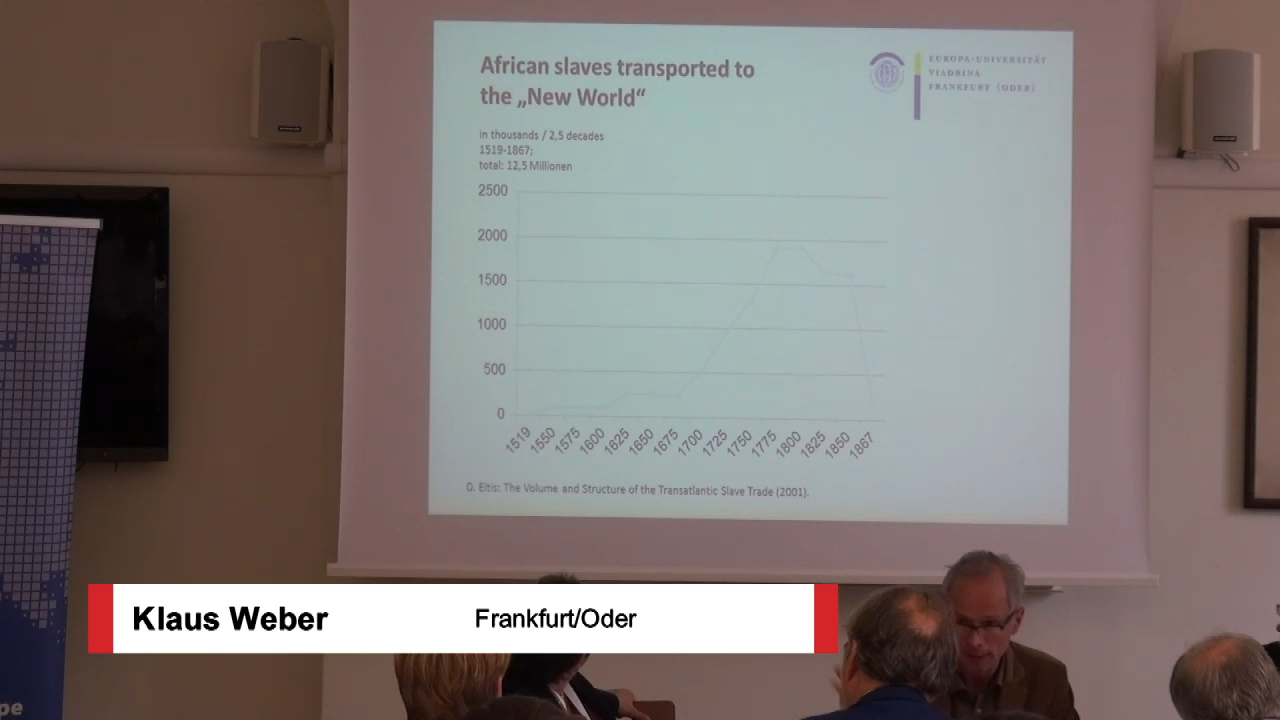 African slaves transported to
the „New World“
EUROPA-UNIVERSITÄT
VIADRINA
FRANKFURT (ODER)
in thousands / 2,5 decades
1519-1867;
total: 12,5 Millionen
2500
2000
1500
1000
500
0
1519 1550 1575 1600 1625 1650 1675 1700 1725 1750 1775 1800 1825 1850 1867
D. Eltis: The Volume and Structure of the Transatlantic Slave Trade (2001).
Klaus Weber Frankfurt/Oder
pe